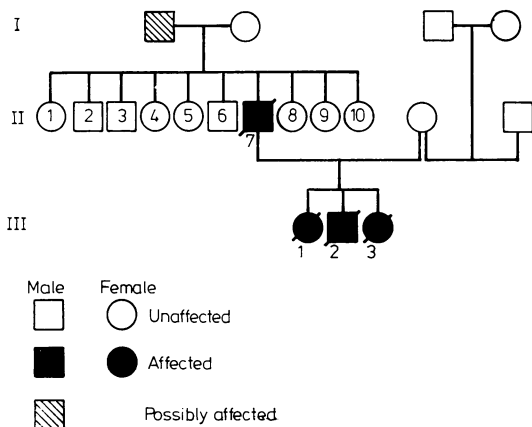 I
II
1 2 3 4 5 6 7 8 9 10
III
1 2 3
Male Female
Unaffected
Affected
Possibly affected